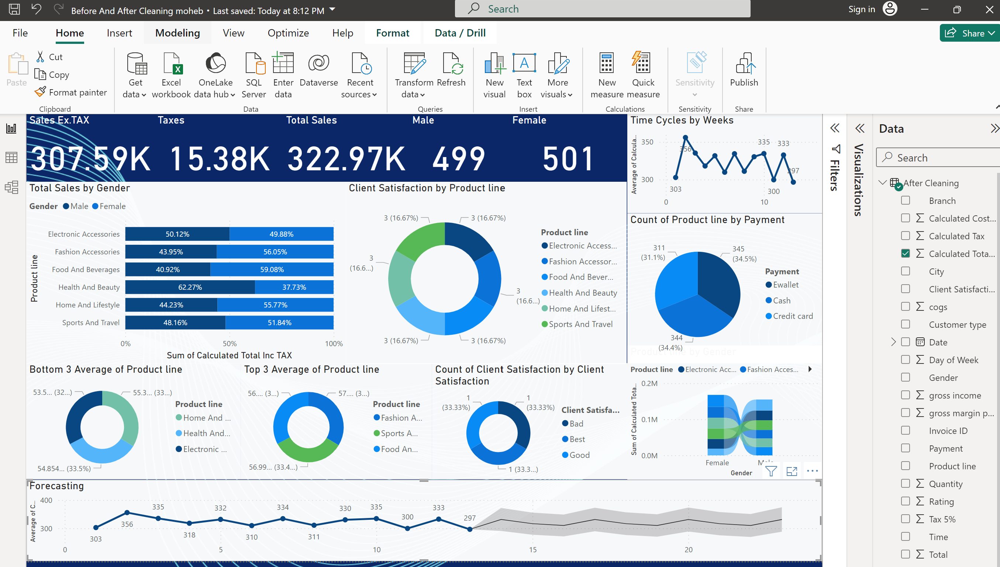 Before And After Cleaning moheb • Last saved: Today at 8:12 PM
Search
Sign in
File Home Insert Modeling View Optimize Help Format Data / Drill
Share
Paste
Cut
Copy
Format painter
Clipboard
Get data
Excel workbook
OneLake data hub
SQL Server
Enter data
Dataverse
Recent sources
Data
Transform data
Refresh
Queries
New visual
Text box
More visuals
Insert
New measure
Quick measure
Calculations
Sensitivity
Sensitivity
Publish
Share
Sales Ex.TAX Taxes Total Sales Male Female
307.59K 15.38K 322.97K 499 501
Time Cycles by Weeks
Average of Calcula...
350
300
356
335
333
297
303
300
0 10
Total Sales by Gender
Gender Male Female
Product line
Electronic Accessories 50.12% 49.88%
Fashion Accessories 43.95% 56.05%
Food And Beverages 40.92% 59.08%
Health And Beauty 62.27% 37.73%
Home And Lifestyle 44.23% 55.77%
Sports And Travel 48.16% 51.84%
0% 50% 100%
Sum of Calculated Total Inc TAX
Client Satisfaction by Product line
3 (16.67%) 3 (16.67%)
3
(16.6...)
3
(16.6...)
3 (16.67%) 3 (16.67%)
Product line
Electronic Access...
Fashion Accessor...
Food And Bever...
Health And Beauty
Home And Lifest...
Sports And Travel
Count of Product line by Payment
311
(31.1%)
345
(34.5%)
344
(34.4%)
Payment
Ewallet
Cash
Credit card
Product line by Gender
Product line Electronic Acc... Fashion Acces...
Sum of Calculated Tota...
0.2M
0.1M
0.0M
Female
Gender
Bottom 3 Average of Product line
53.5... (32...) 55.3... (33...)
54.854... (33.5%)
Product line
Home And ...
Health And...
Electronic ...
Top 3 Average of Product line
56.... (3...) 57.... (3...)
56.99... (33.4...)
Product line
Fashion A...
Sports A...
Food An...
Count of Client Satisfaction by Client
Satisfaction
1
(33.33%)
1
(33.33%)
1 (33.3...)
Client Satisfa...
Bad
Best
Good
Forecasting
Average of C...
400
300
303 356 335 318 332 310 334 311 330 335 300 333 297
0 5 10 15 20
Filters
Visualizations
Data
Search
After Cleaning
Branch
Calculated Cost...
Calculated Tax
Calculated Tota...
City
Client Satisfacti...
cogs
Customer type
Date
Day of Week
Gender
gross income
gross margin p...
Invoice ID
Payment
Product line
Quantity
Rating
Tax 5%
Time
Total